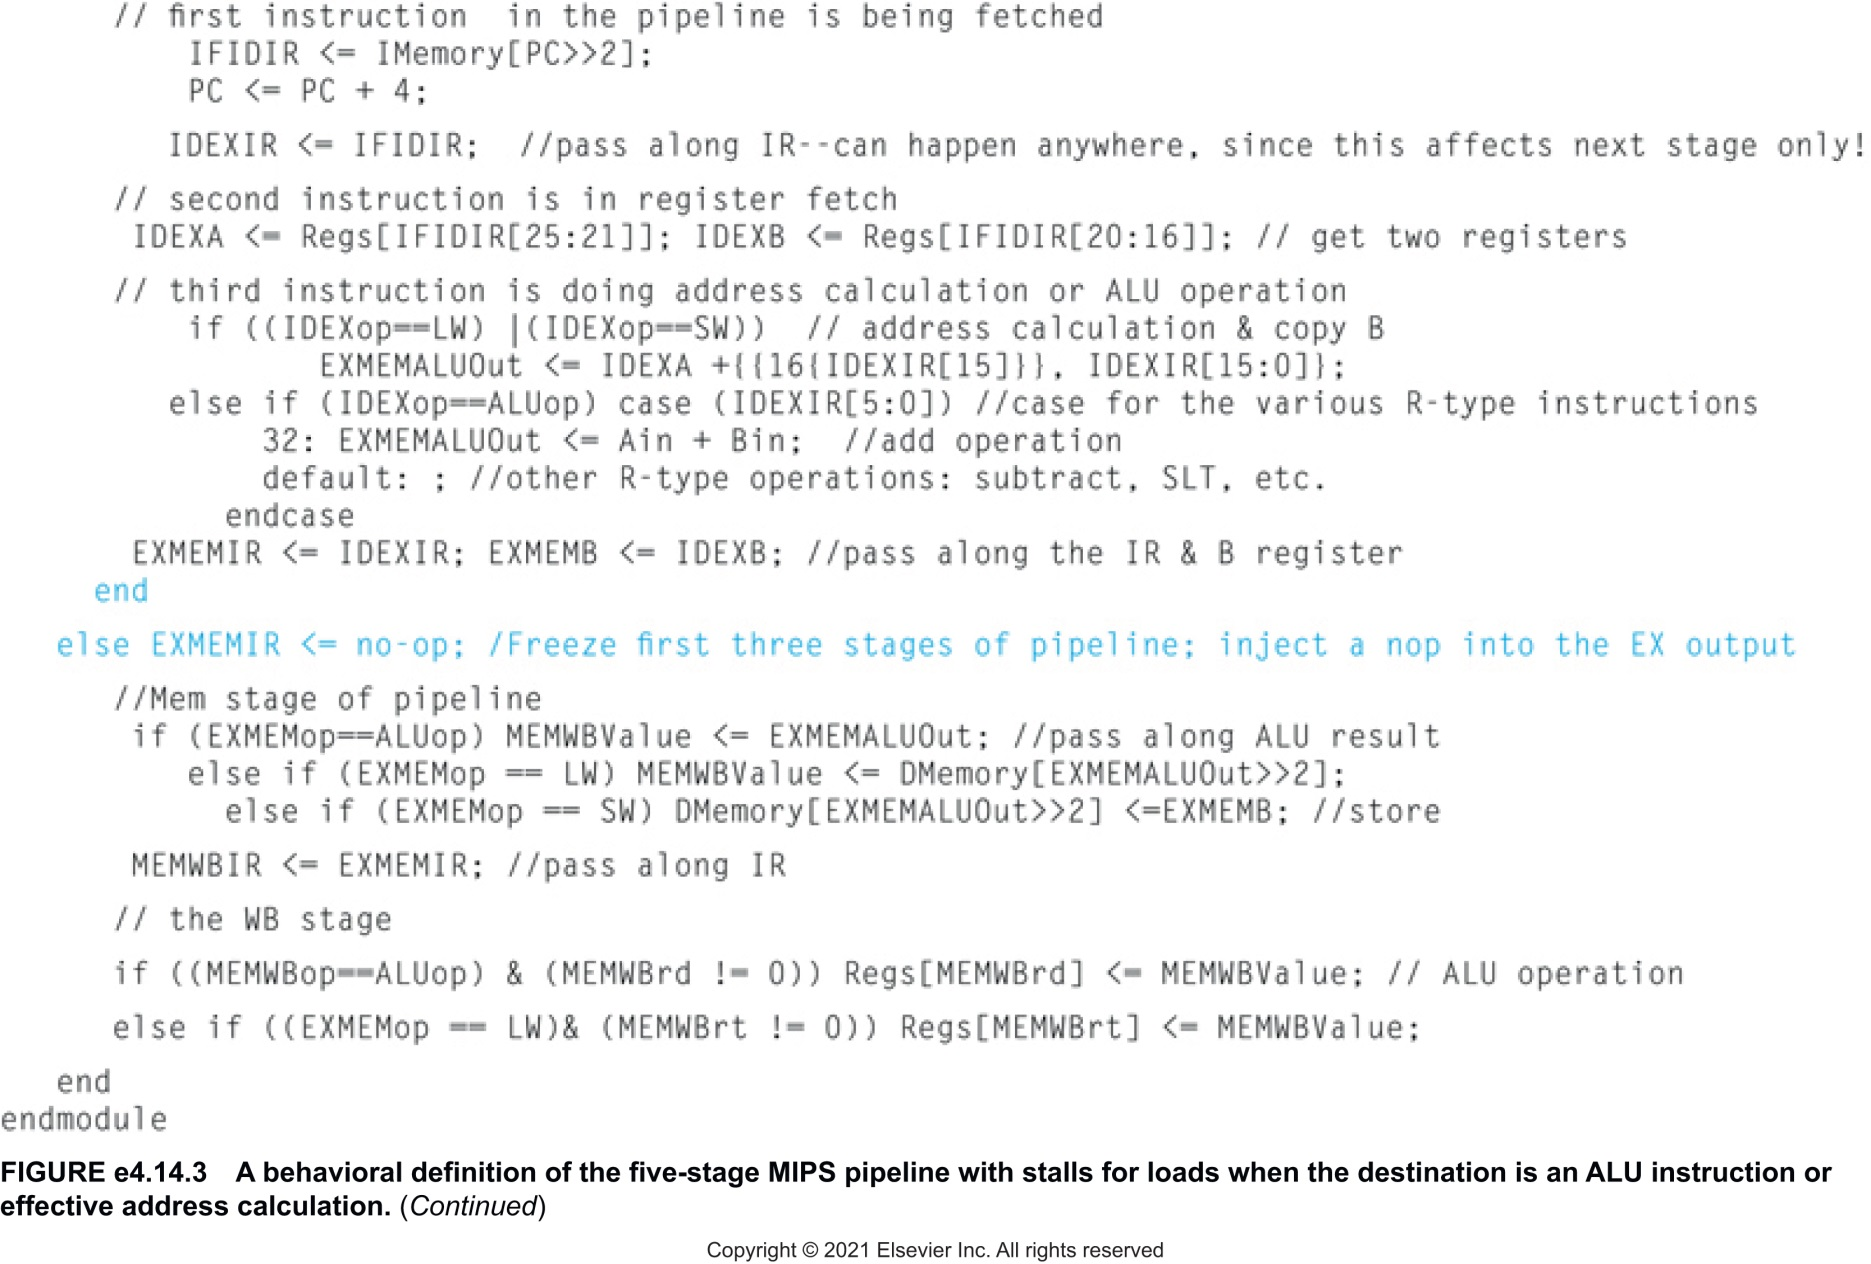 // first instruction in the pipeline is being fetched
IFIDIR <= IMemory[PC>>2];
PC <= PC + 4;
IDEXIR <= IFIDIR; //pass along IR--can happen anywhere, since this affects next stage only!
// second instruction is in register fetch
IDEXA <= Regs[IFIDIR[25:21]]; IDEXB <= Regs[IFIDIR[20:16]]; // get two registers
// third instruction is doing address calculation or ALU operation
if ((IDEXop==LW) |(IDEXop==SW)) // address calculation & copy B
EXMEMALUOut <= IDEXA +{{16{IDEXIR[15]}}, IDEXIR[15:0]};
else if (IDEXop==ALUop) case (IDEXIR[5:0]) //case for the various R-type instructions
32: EXMEMALUOut <= Ain + Bin; //add operation
default: ; //other R-type operations: subtract, SLT, etc.
endcase
EXMEMIR <= IDEXIR; EXMEMB <= IDEXB; //pass along the IR & B register
end
else EXMEMIR <= no-op; /Freeze first three stages of pipeline; inject a nop into the EX output
//Mem stage of pipeline
if (EXMEMop==ALUop) MEMWBValue <= EXMEMALUOut; //pass along ALU result
else if (EXMEMop == LW) MEMWBValue <= DMemory[EXMEMALUOut>>2];
else if (EXMEMop == SW) DMemory[EXMEMALUOut>>2] <=EXMEMB; //store
MEMWBIR <= EXMEMIR; //pass along IR
// the WB stage
if ((MEMWBop==ALUop) & (MEMWBrd != 0)) Regs[MEMWBrd] <= MEMWBValue; // ALU operation
else if ((EXMEMop == LW)& (MEMWBrt != 0)) Regs[MEMWBrt] <= MEMWBValue;
end
endmodule
FIGURE e4.14.3 A behavioral definition of the five-stage MIPS pipeline with stalls for loads when the destination is an ALU instruction or
effective address calculation. (Continued)
Copyright © 2021 Elsevier Inc. All rights reserved